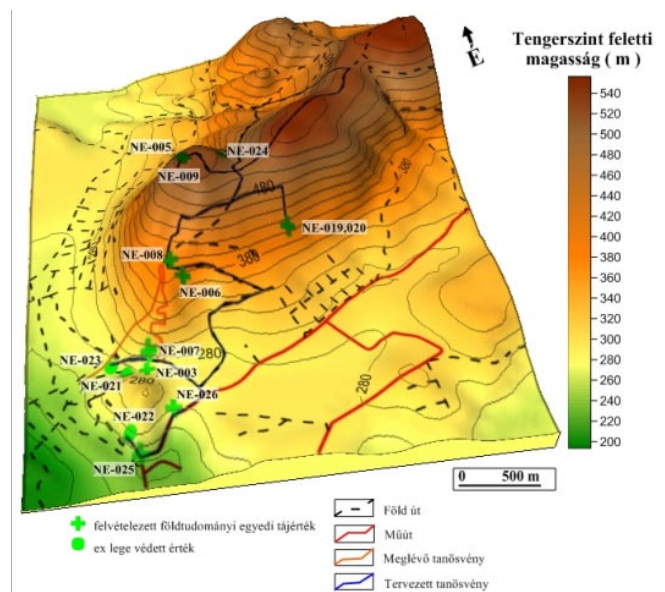 Tengerszint feletti
magasság ( m )
É
540
520
500
480
460
440
420
400
380
360
340
320
300
280
260
240
220
200
380
NE-005
NE-024
NE-009
480
NE-019,020
NE-008
380
NE-006
280
NE-007
NE-023
NE-003
NE-021
280
280
NE-026
NE-022
NE-025
0 500 m
felvételezett földtudományi egyedi tájérték
ex lege védett érték
Föld út
Műút
Meglévő tanösvény
Tervezett tanösvény